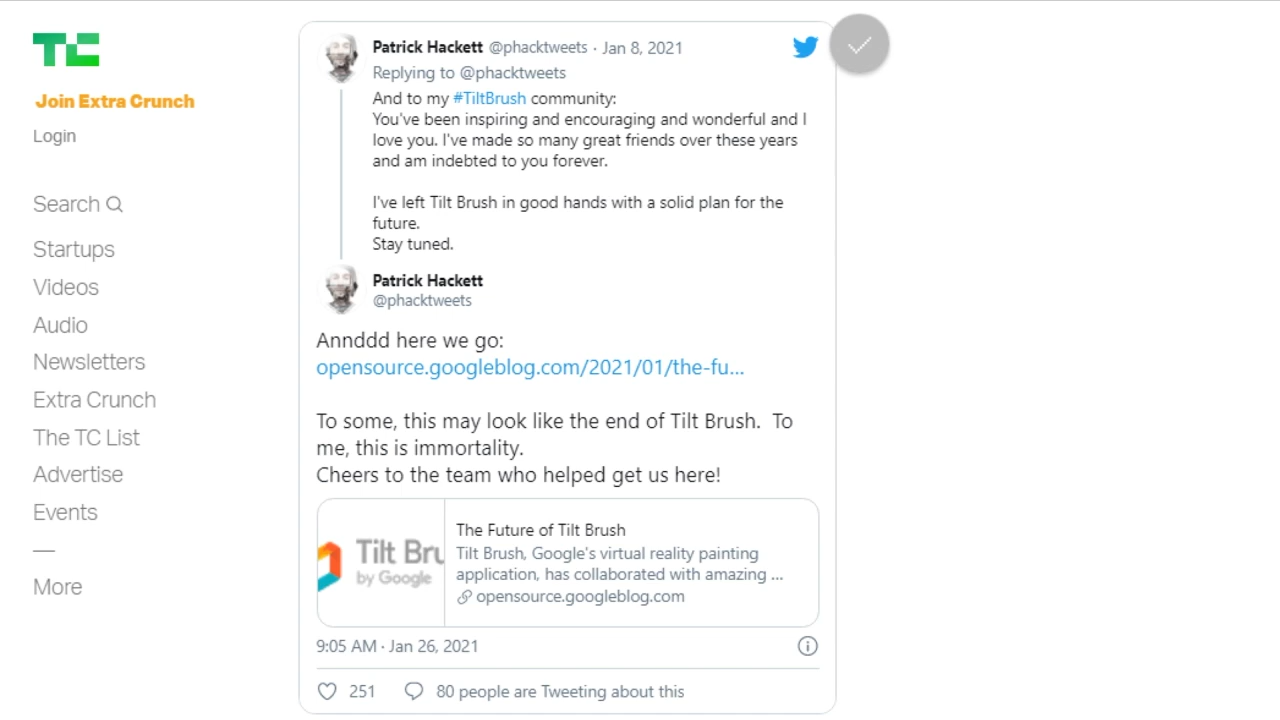 TC
Join Extra Crunch
Login
Search
Startups
Videos
Audio
Newsletters
Extra Crunch
The TC List
Advertise
Events
—
More
Patrick Hackett @phacktweets · Jan 8, 2021
Replying to @phacktweets
And to my #TiltBrush community:
You've been inspiring and encouraging and wonderful and I
love you. I've made so many great friends over these years
and am indebted to you forever.
I've left Tilt Brush in good hands with a solid plan for the
future.
Stay tuned.
Patrick Hackett
@phacktweets
Annddd here we go:
opensource.googleblog.com/2021/01/the-fu...
To some, this may look like the end of Tilt Brush.  To
me, this is immortality.
Cheers to the team who helped get us here!
Tilt Bru
by Google
The Future of Tilt Brush
Tilt Brush, Google's virtual reality painting
application, has collaborated with amazing ...
opensource.googleblog.com
9:05 AM · Jan 26, 2021
251
80 people are Tweeting about this